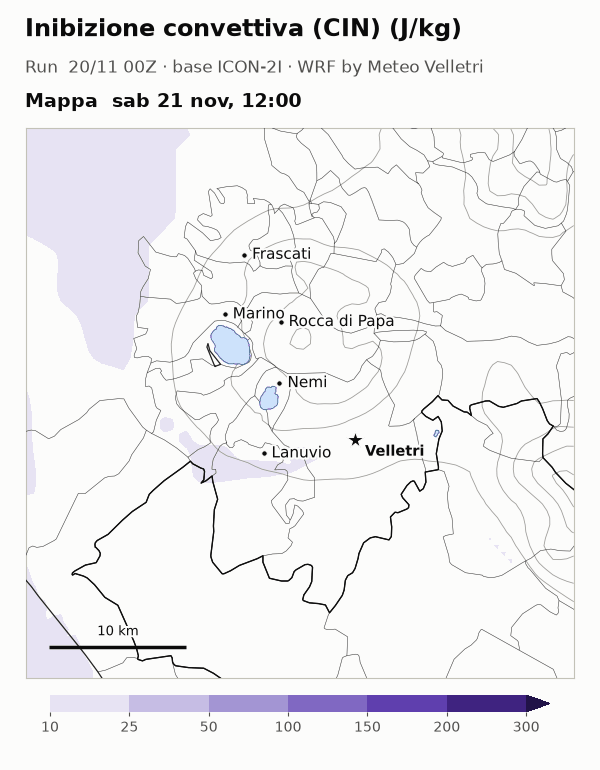 Inibizione convettiva (CIN) (J/kg)
Run  20/11 00Z · base ICON-2I · WRF by Meteo Velletri
Mappa  sab 21 nov, 12:00
Frascati
Marino
Rocca di Papa
Nemi
Velletri
Lanuvio
10 km
10 25 50 100 150 200 300